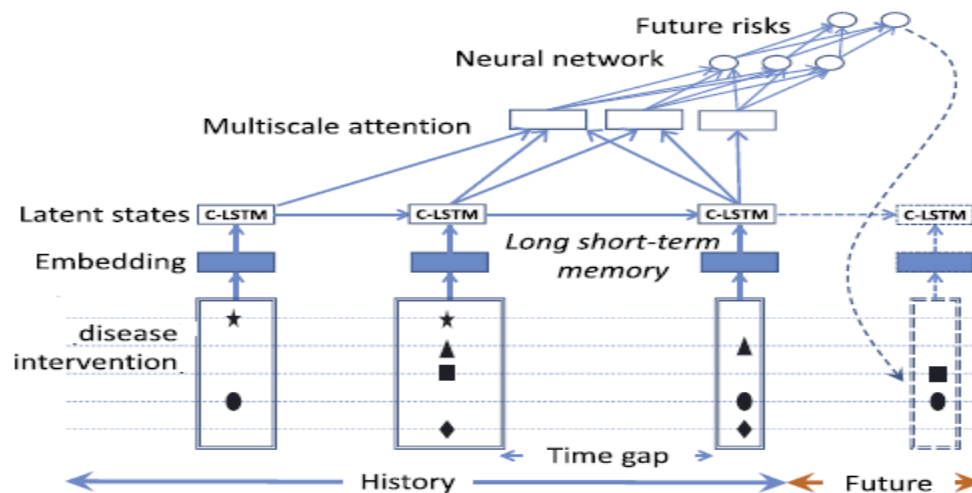 Future risks
Neural network
Multiscale attention
Latent states
C-LSTM
C-LSTM
C-LSTM
C-LSTM
Long short-term
memory
Embedding
disease
intervention
Time gap
History
Future